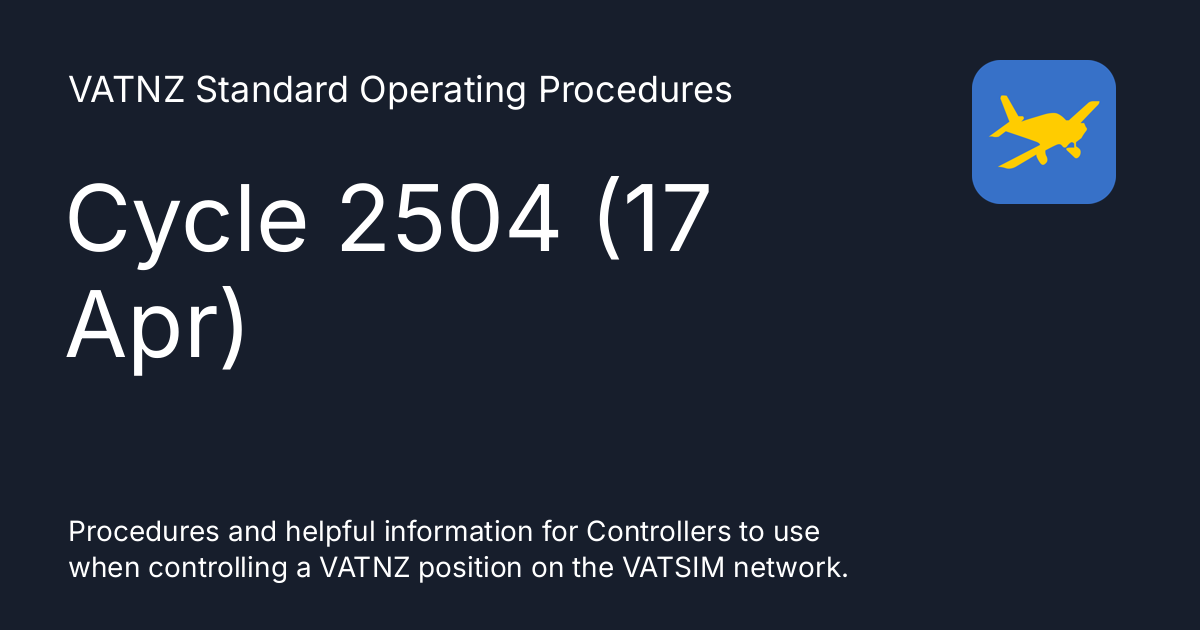 VATNZ Standard Operating Procedures
Cycle 2504 (17
Apr)
Procedures and helpful information for Controllers to use
when controlling a VATNZ position on the VATSIM network.